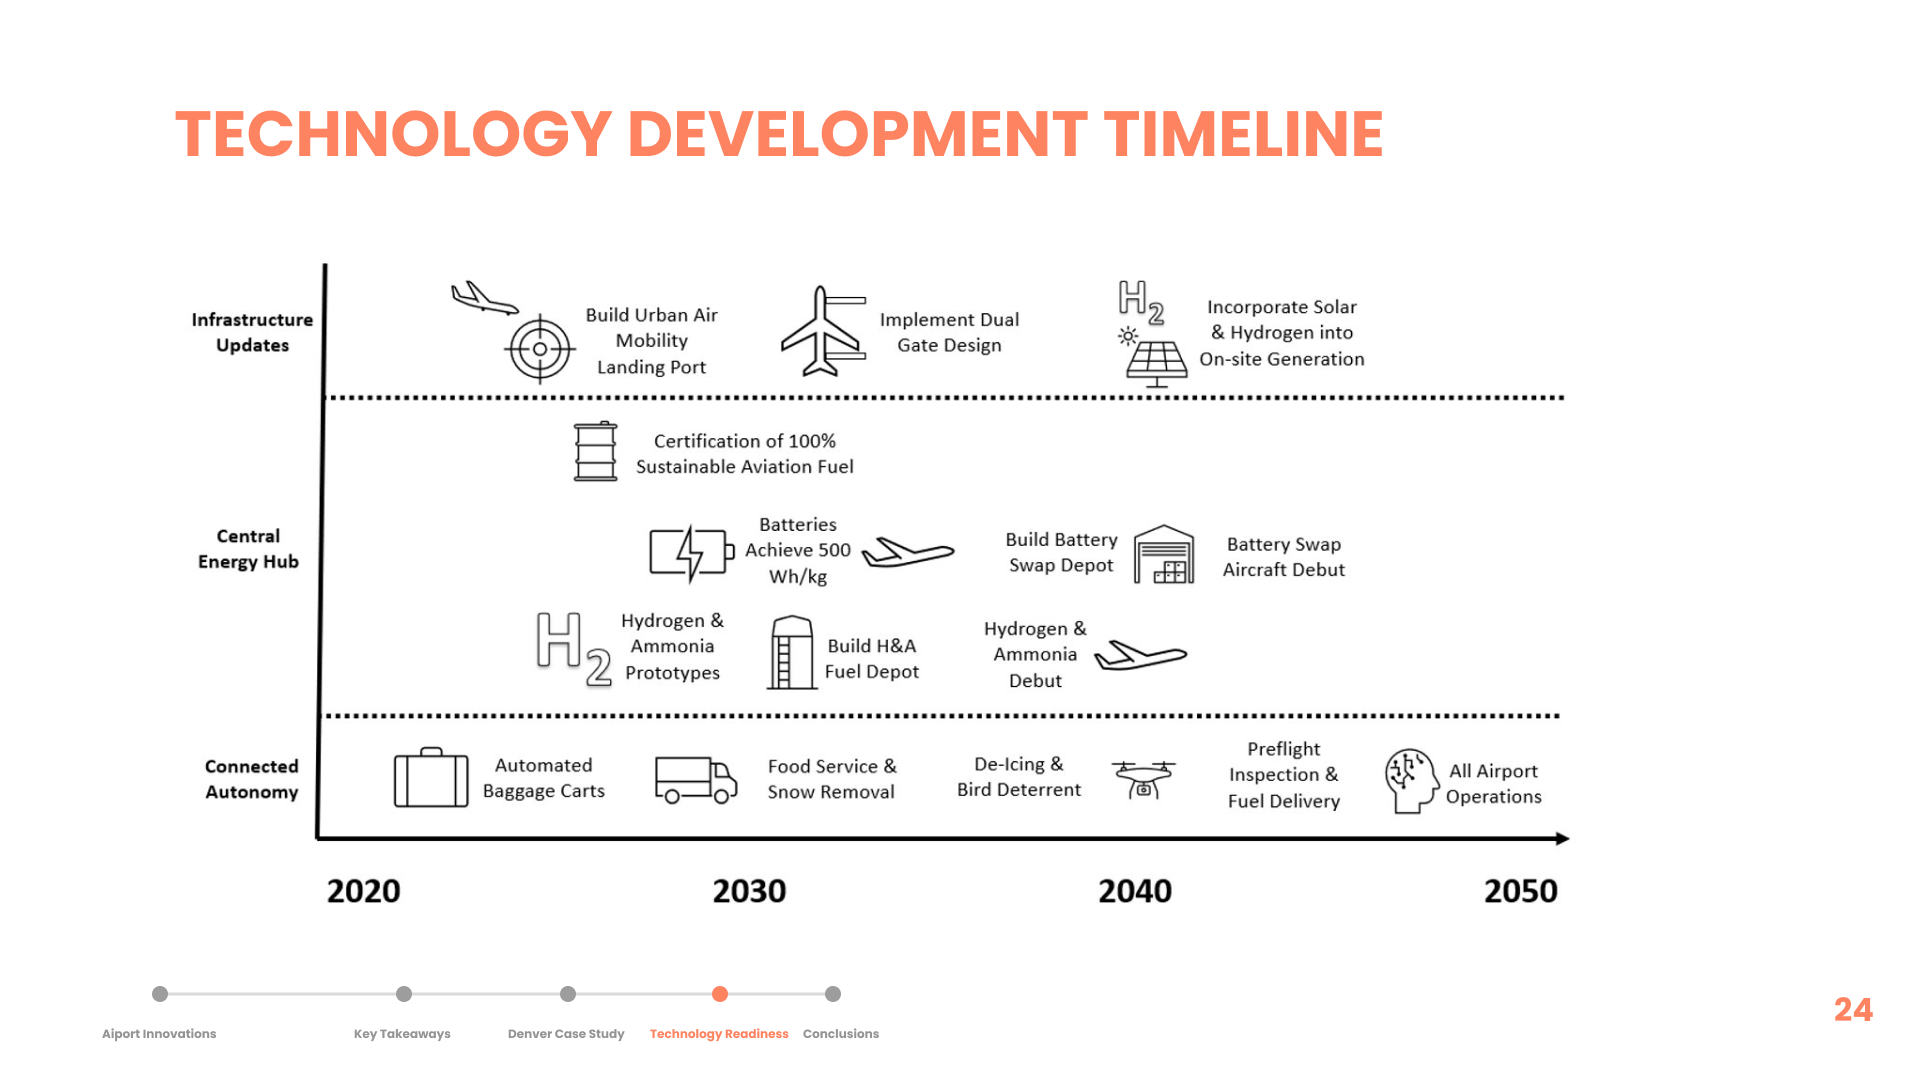 TECHNOLOGY DEVELOPMENT TIMELINE
Infrastructure
Updates
Build Urban Air
Mobility
Landing Port
Implement Dual
Gate Design
H2
Incorporate Solar
& Hydrogen into
On-site Generation
Central
Energy Hub
Certification of 100%
Sustainable Aviation Fuel
Batteries
Achieve 500
Wh/kg
Build Battery
Swap Depot
Battery Swap
Aircraft Debut
H2
Hydrogen &
Ammonia
Prototypes
Build H&A
Fuel Depot
Hydrogen &
Ammonia
Debut
Connected
Autonomy
Automated
Baggage Carts
Food Service &
Snow Removal
De-Icing &
Bird Deterrent
Preflight
Inspection &
Fuel Delivery
All Airport
Operations
2020 2030 2040 2050
Aiport Innovations Key Takeaways Denver Case Study Technology Readiness Conclusions
24